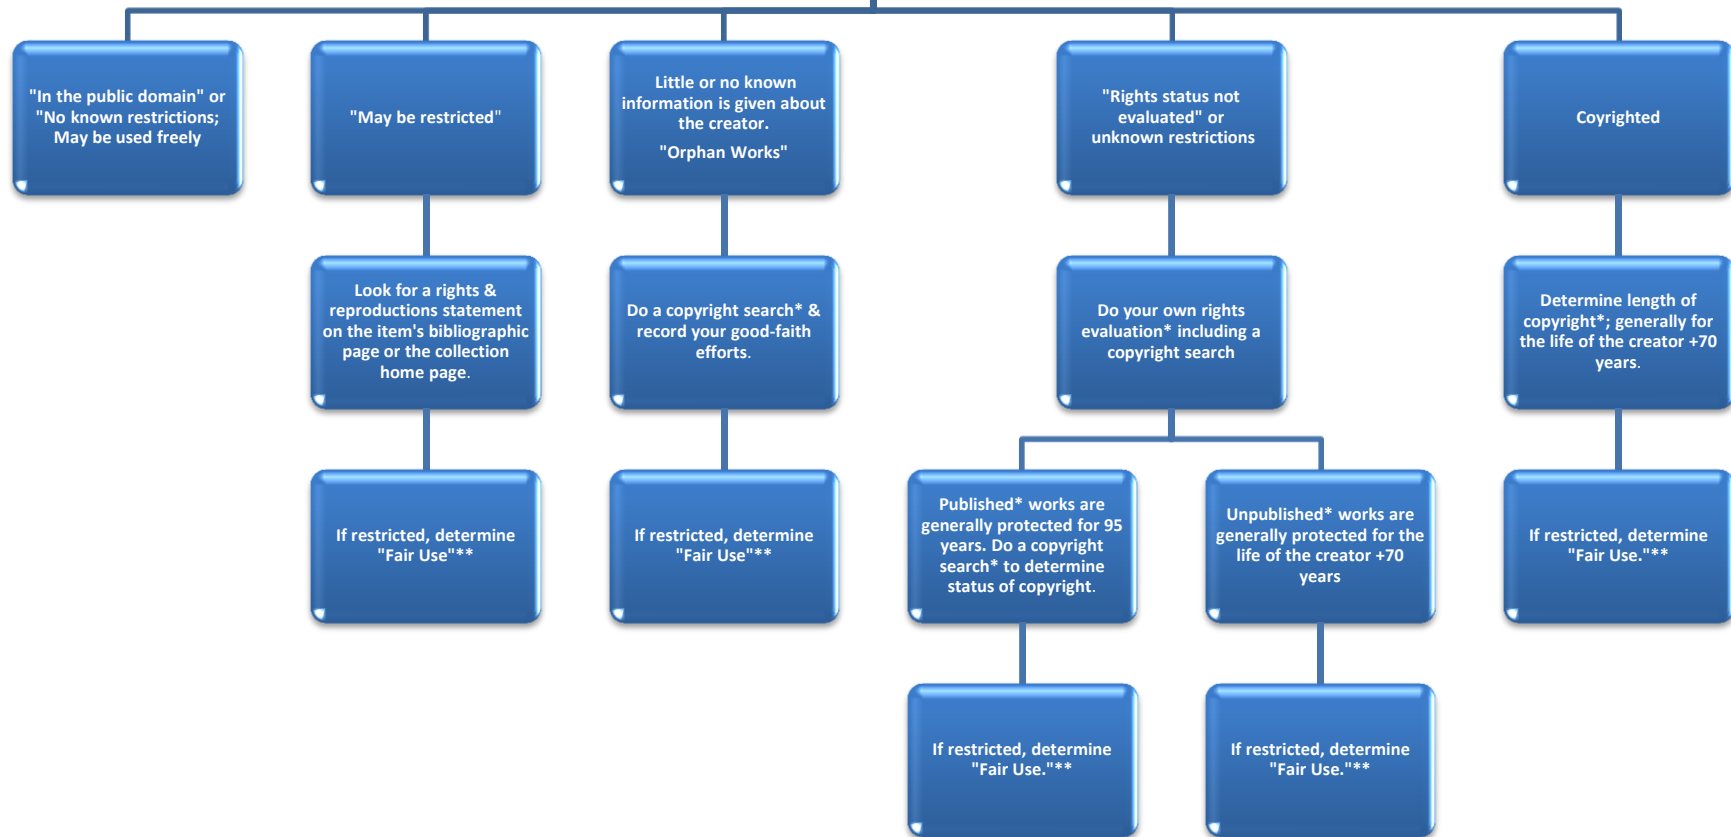 "In the public domain" or
"No known restrictions;
May be used freely
"May be restricted"
Little or no known
information is given about
the creator.
"Orphan Works"
"Rights status not
evaluated" or
unknown restrictions
Coyrighted
Look for a rights &
reproductions statement
on the item's bibliographic
page or the collection
home page.
Do a copyright search* &
record your good-faith
efforts.
Do your own rights
evaluation* including a
copyright search
Determine length of
copyright*; generally for
the life of the creator +70
years.
If restricted, determine
"Fair Use"**
If restricted, determine
"Fair Use"**
Published* works are
generally protected for 95
years. Do a copyright
search* to determine
status of copyright.
Unpublished* works are
generally protected for the
life of the creator +70
years
If restricted, determine
"Fair Use."**
If restricted, determine
"Fair Use."**
If restricted, determine
"Fair Use."**